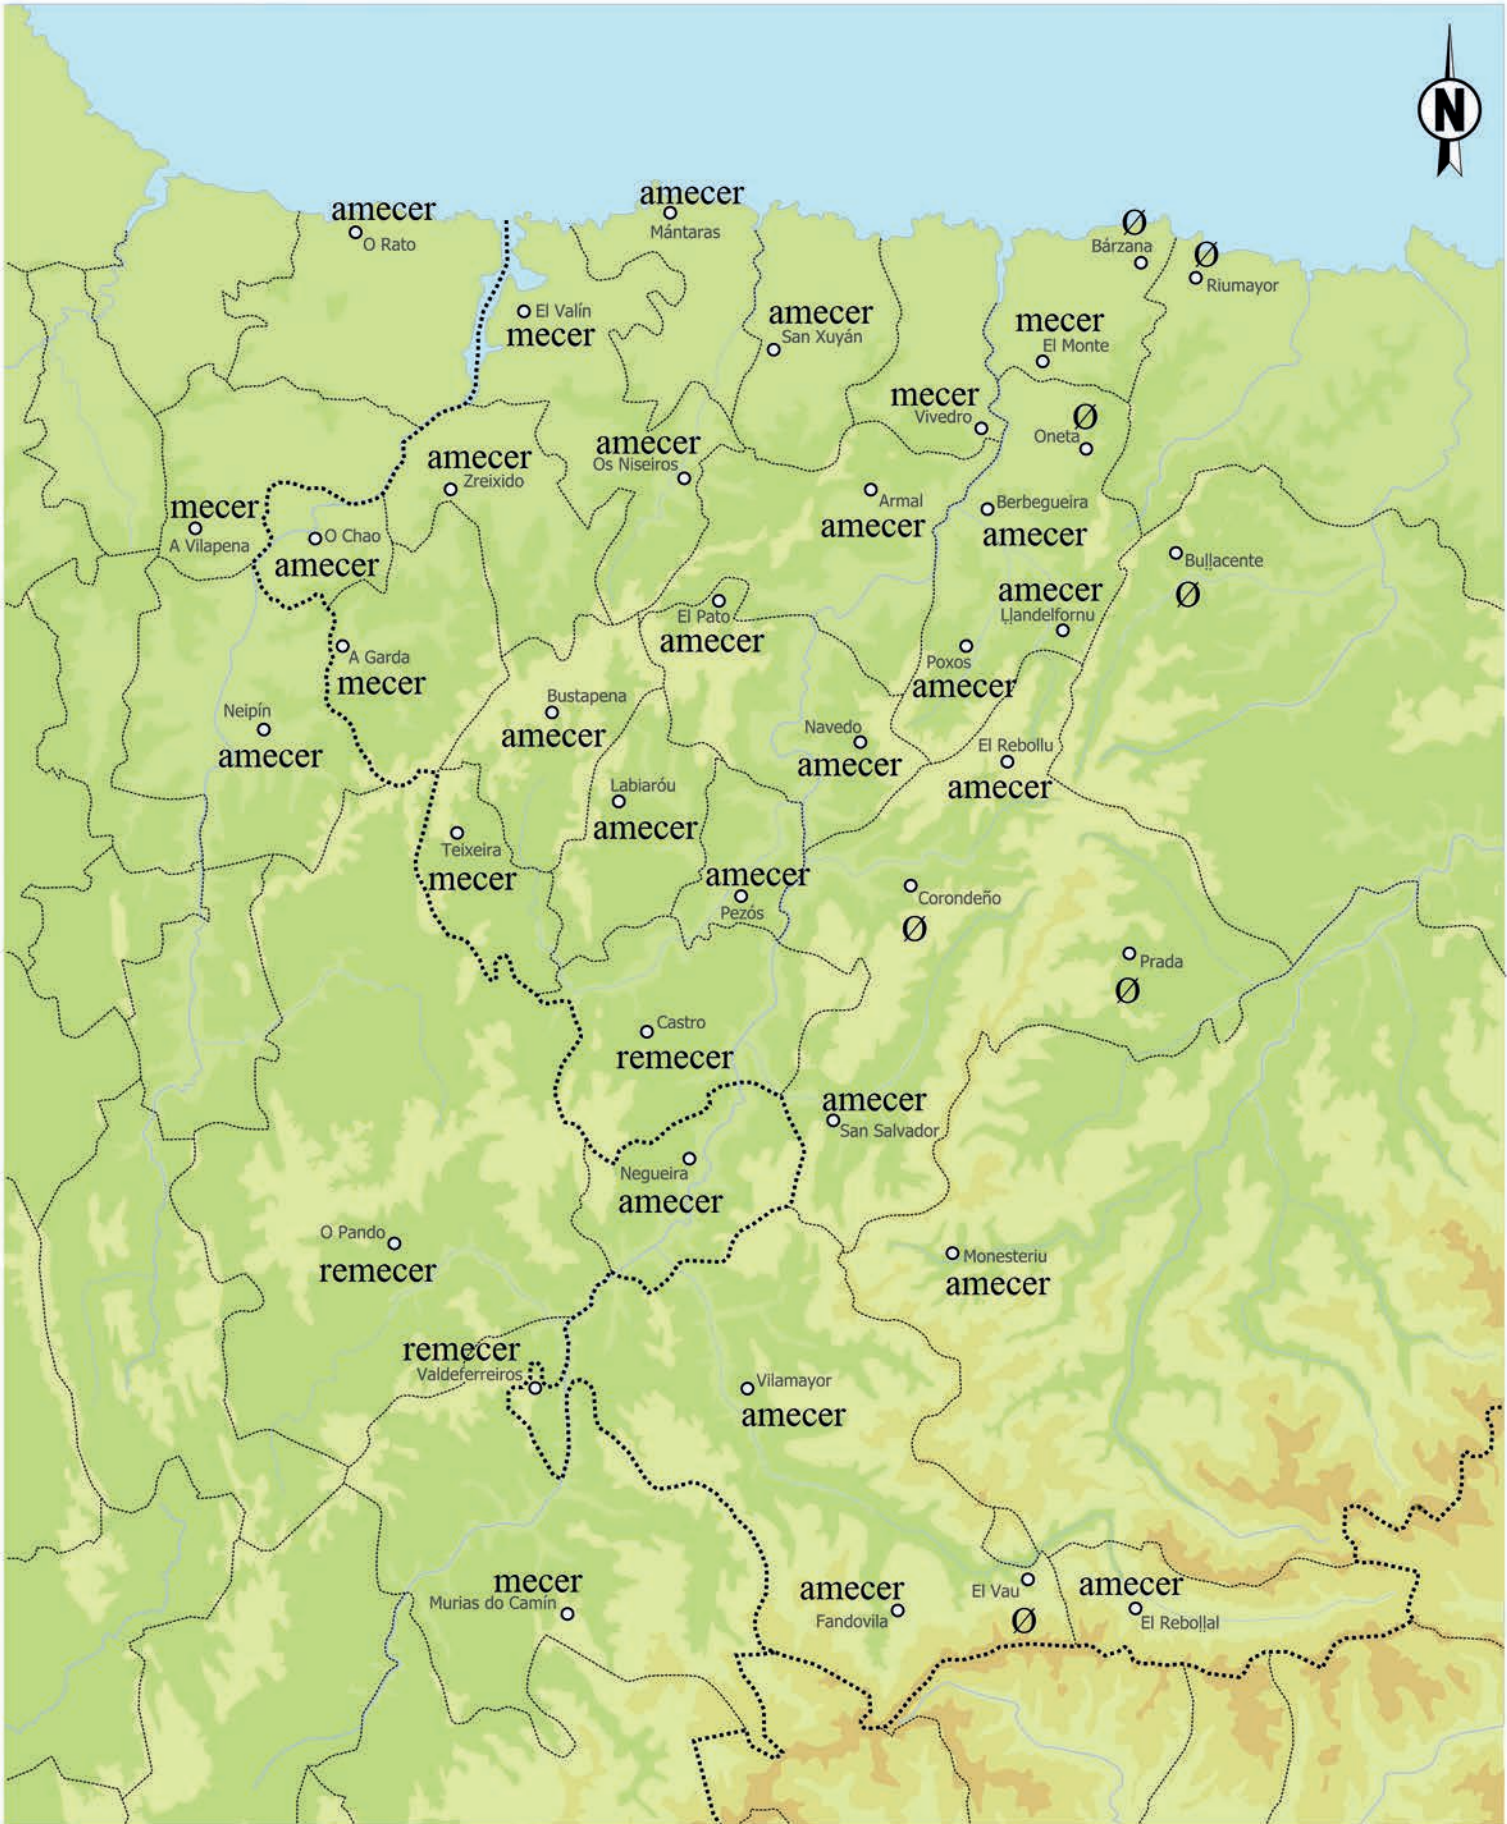 N
amecer
O Rato
amecer
Mántaras
Ø
Bárzana
Ø
Riumayor
El Valín
mecer
amecer
San Xuyán
mecer
El Monte
mecer
Vivedro
Ø
Oneta
amecer
Zreixido
amecer
Os Niseiros
mecer
A Vilapena
O Chao
amecer
Armal
amecer
Berbegueira
amecer
Buḷḷacente
Ø
amecer
Ḷḷandelfornu
El Pato
amecer
A Garda
mecer
Poxos
amecer
Neipín
amecer
Bustapena
amecer
Navedo
amecer
El Rebollu
amecer
Labiaróu
amecer
Teixeira
mecer
amecer
Pezós
Corondeño
Ø
Prada
Ø
Castro
remecer
amecer
San Salvador
Negueira
amecer
O Pando
remecer
Monesteriu
amecer
remecer
Valdeferreiros
Vilamayor
amecer
mecer
Murias do Camín
amecer
Fandovila
El Vau
Ø
amecer
El Reboḷḷal